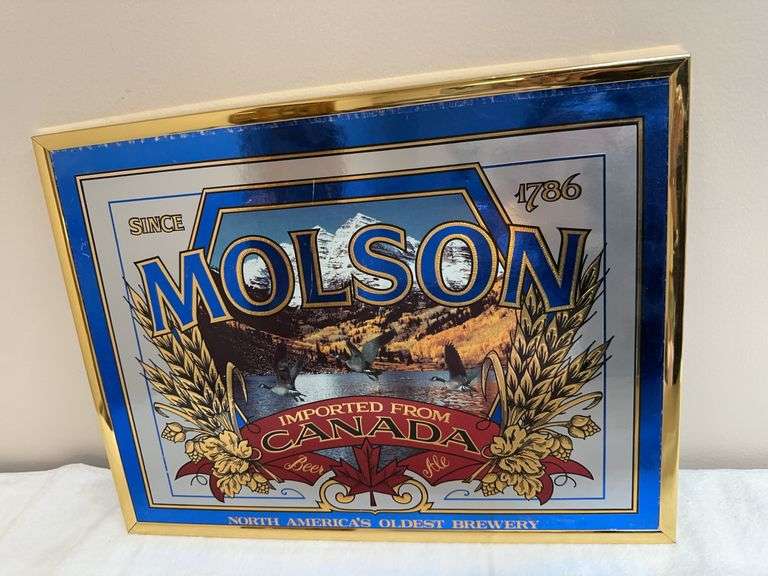 SINCE 1786
MOLSON
IMPORTED FROM
CANADA
Beer Ale
NORTH AMERICA'S OLDEST BREWERY